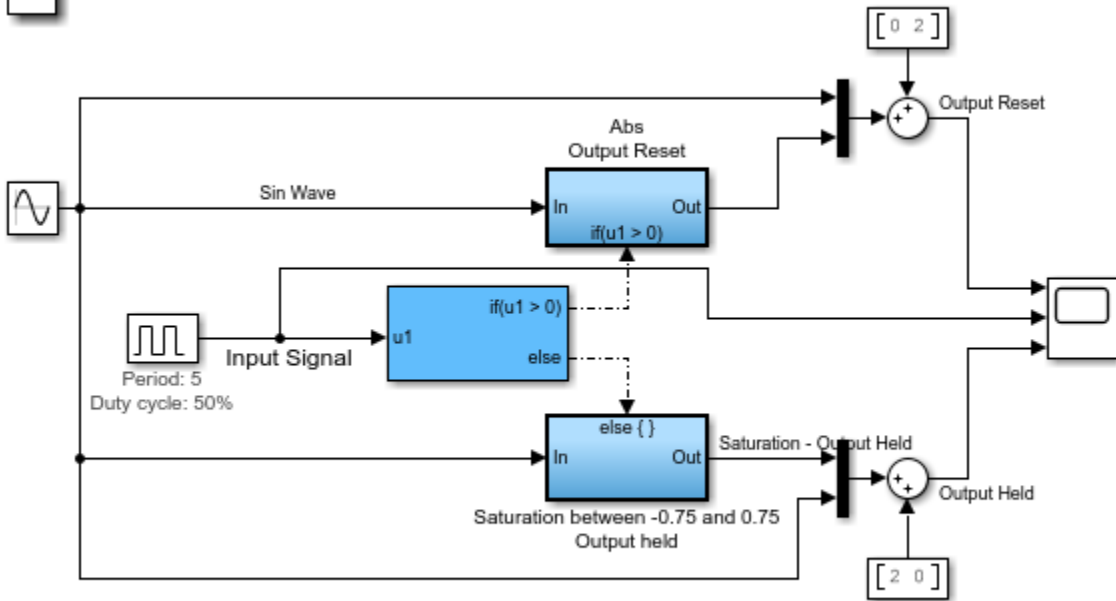 [ 0 2 ]
Output Reset
Abs
Output Reset
Sin Wave
In
Out
if(u1 > 0)
if(u1 > 0)
u1
else
Input Signal
Period: 5
Duty cycle: 50%
else { }
In
Out
Saturation - Output Held
Output Held
Saturation between -0.75 and 0.75
Output held
[ 2 0 ]